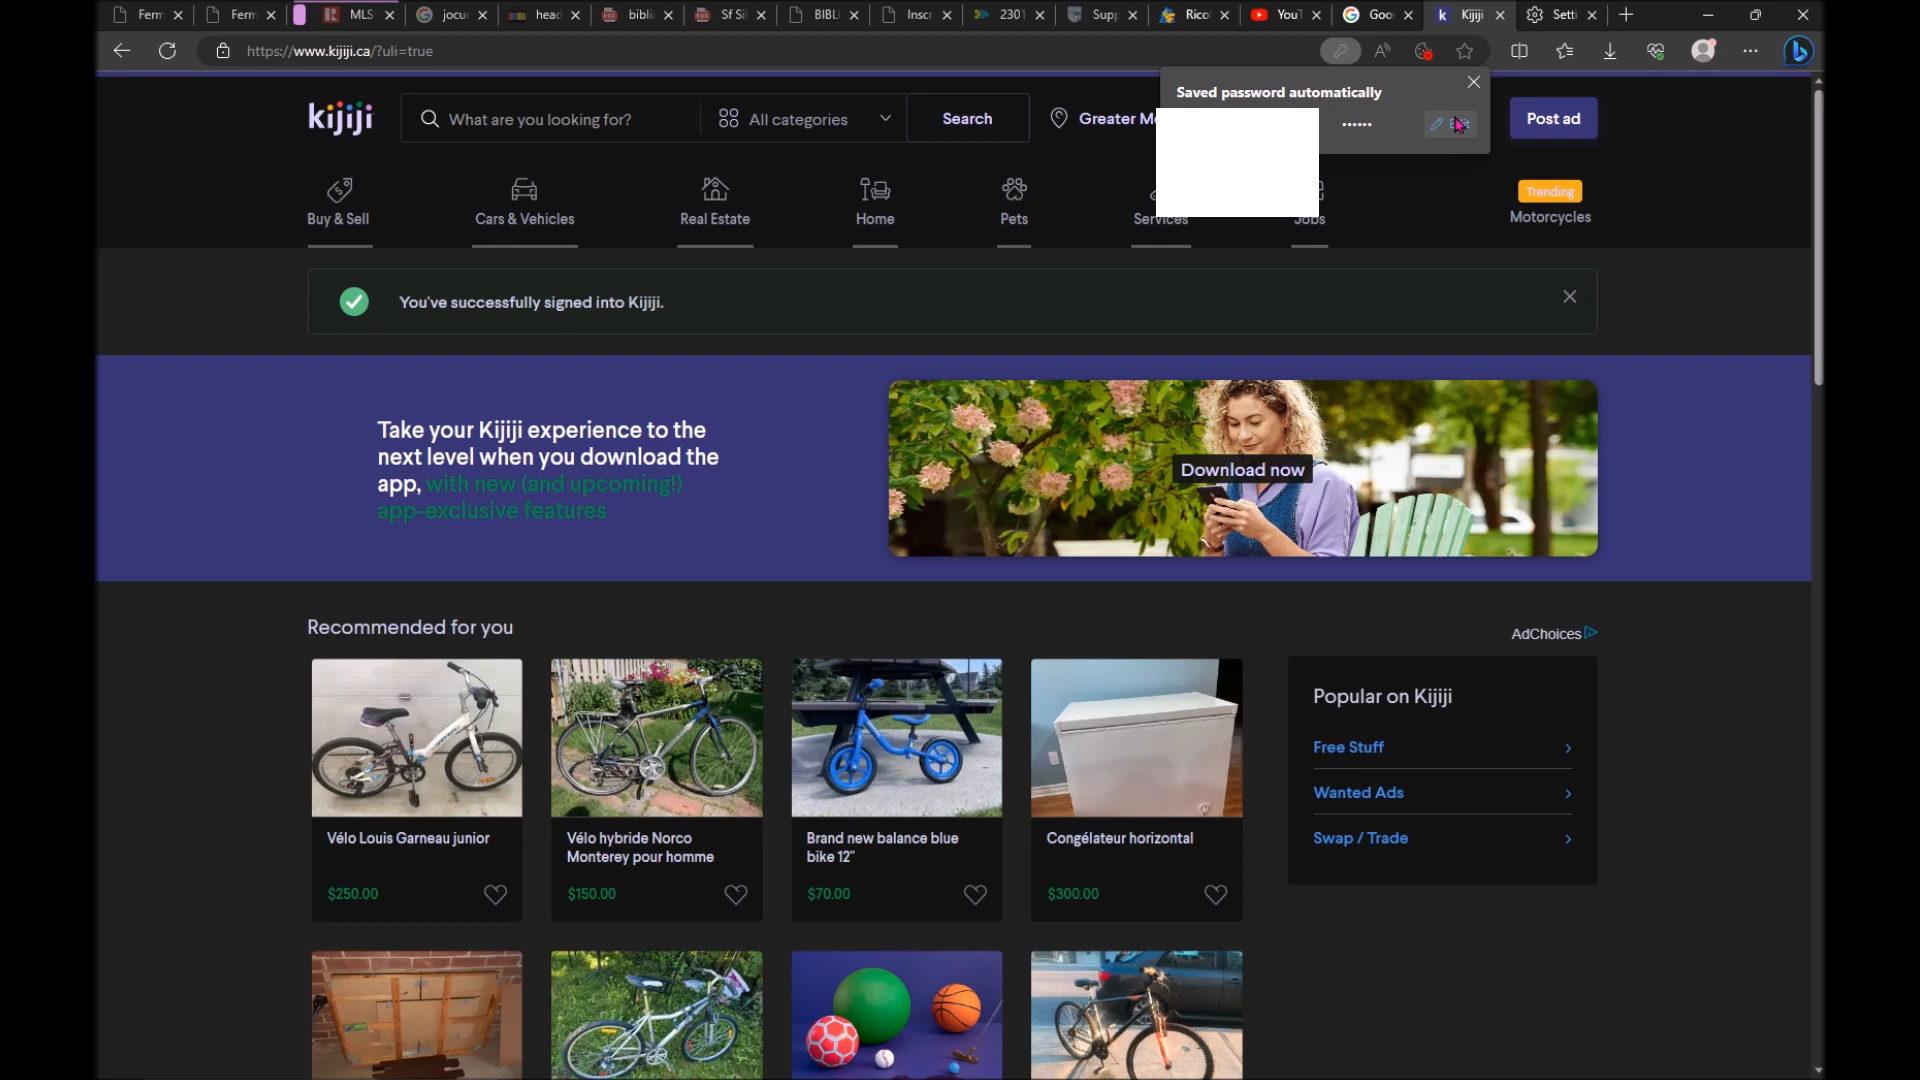 Ferm
Ferm
MLS
jocu
head
bibli
Sf Sil
BIBLI
Inscr
2301
Supp
Rico
YouT
Goo
Kijiji
Setti
https://www.kijiji.ca/?uli=true
Saved password automatically
••••••
kijiji
What are you looking for?
All categories
Search
Greater Mo
Post ad
Buy & Sell
Cars & Vehicles
Real Estate
Home
Pets
Services
Jobs
Trending
Motorcycles
You've successfully signed into Kijiji.
Take your Kijiji experience to the
next level when you download the
app, with new (and upcoming!)
app-exclusive features
Download now
Recommended for you
AdChoices
Vélo Louis Garneau junior
$250.00
Vélo hybride Norco
Monterey pour homme
$150.00
Brand new balance blue
bike 12"
$70.00
Congélateur horizontal
$300.00
Popular on Kijiji
Free Stuff
Wanted Ads
Swap / Trade